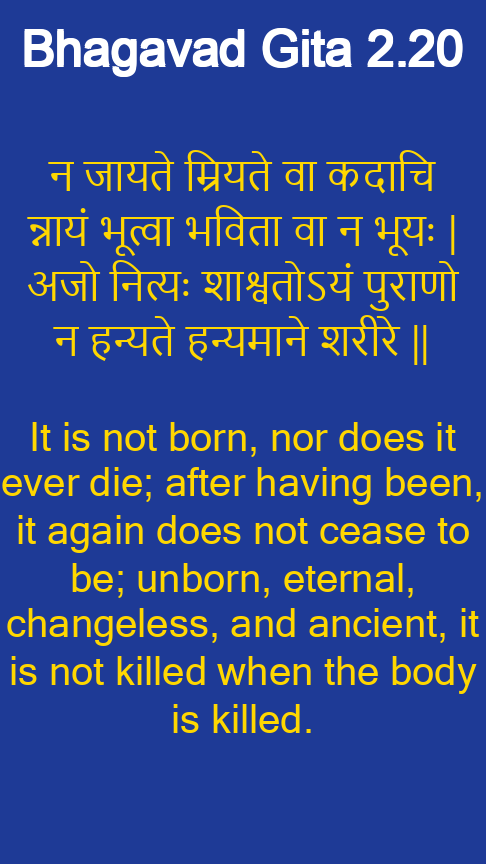 Bhagavad Gita 2.20
न जायते म्रियते वा कदाचि
न्नायं भूत्वा भविता वा न भूयः |
अजो नित्यः शाश्वतोऽयं पुराणो
न हन्यते हन्यमाने शरीरे ||
It is not born, nor does it
ever die; after having been,
it again does not cease to
be; unborn, eternal,
changeless, and ancient, it
is not killed when the body
is killed.